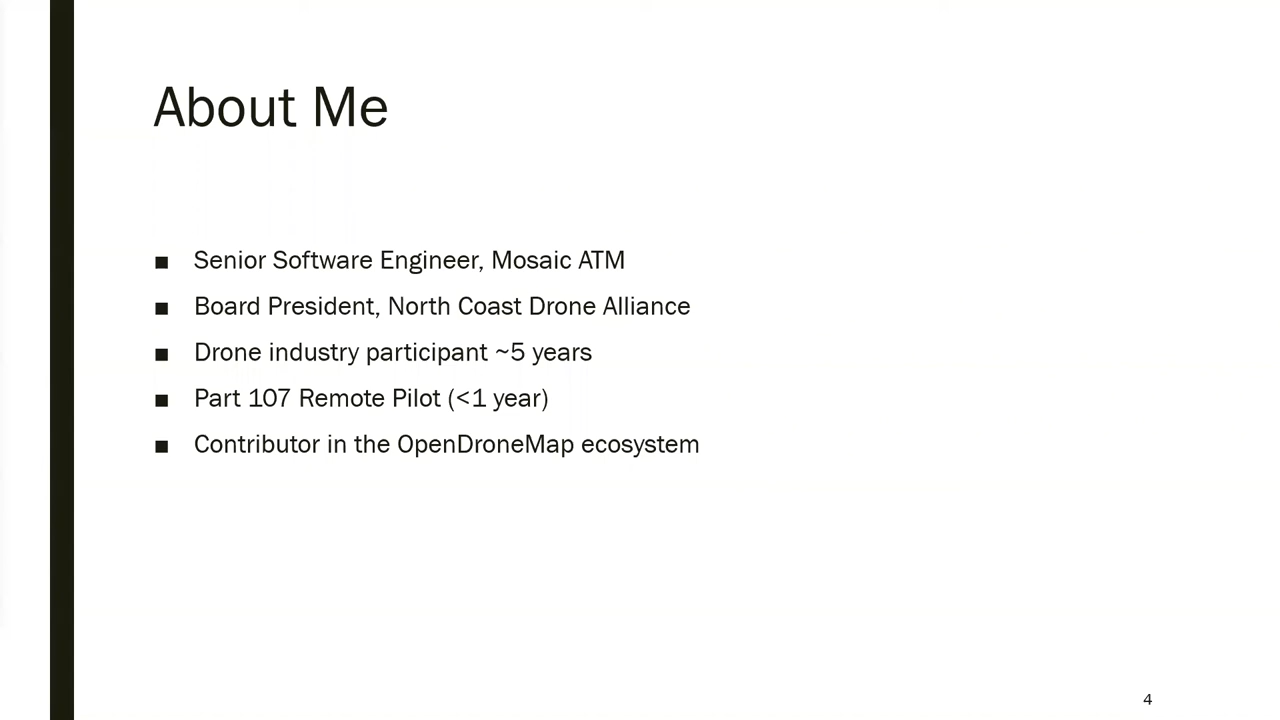 About Me
■ Senior Software Engineer, Mosaic ATM
■ Board President, North Coast Drone Alliance
■ Drone industry participant ~5 years
■ Part 107 Remote Pilot (<1 year)
■ Contributor in the OpenDroneMap ecosystem
4